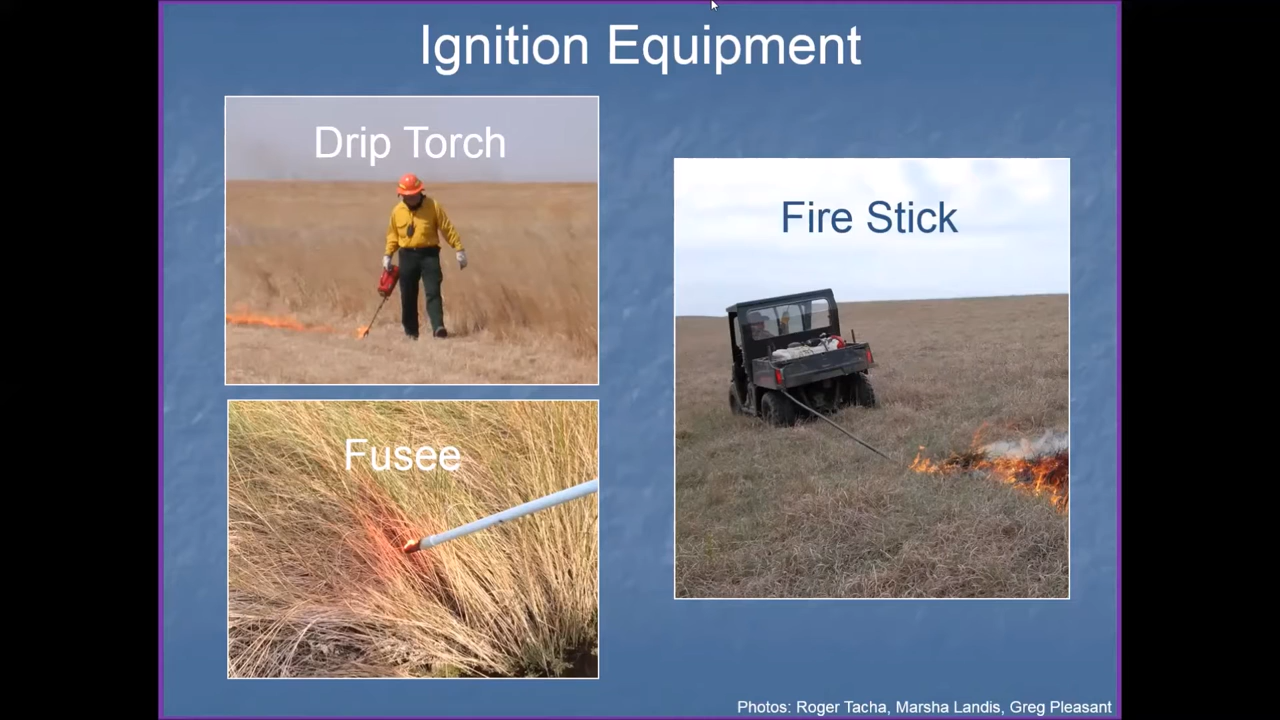 Ignition Equipment
Drip Torch
Fire Stick
Fusee
Photos: Roger Tacha, Marsha Landis, Greg Pleasant